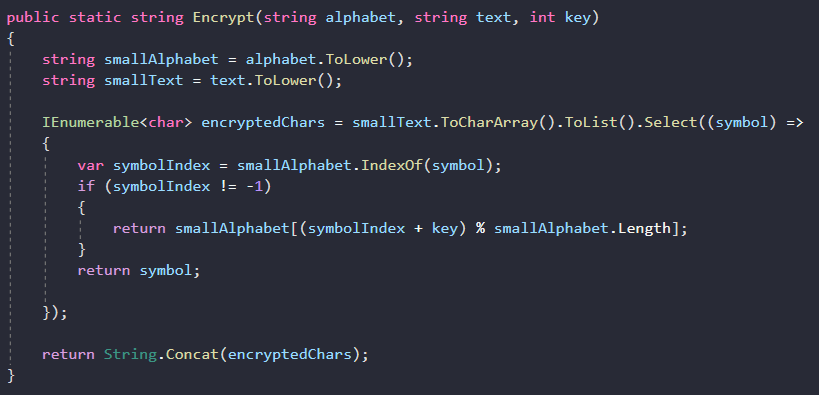 public static string Encrypt(string alphabet, string text, int key)
{
    string smallAlphabet = alphabet.ToLower();
    string smallText = text.ToLower();

    IEnumerable<char> encryptedChars = smallText.ToCharArray().ToList().Select((symbol) =>
    {
        var symbolIndex = smallAlphabet.IndexOf(symbol);
        if (symbolIndex != -1)
        {
            return smallAlphabet[(symbolIndex + key) % smallAlphabet.Length];
        }
        return symbol;

    });

    return String.Concat(encryptedChars);
}